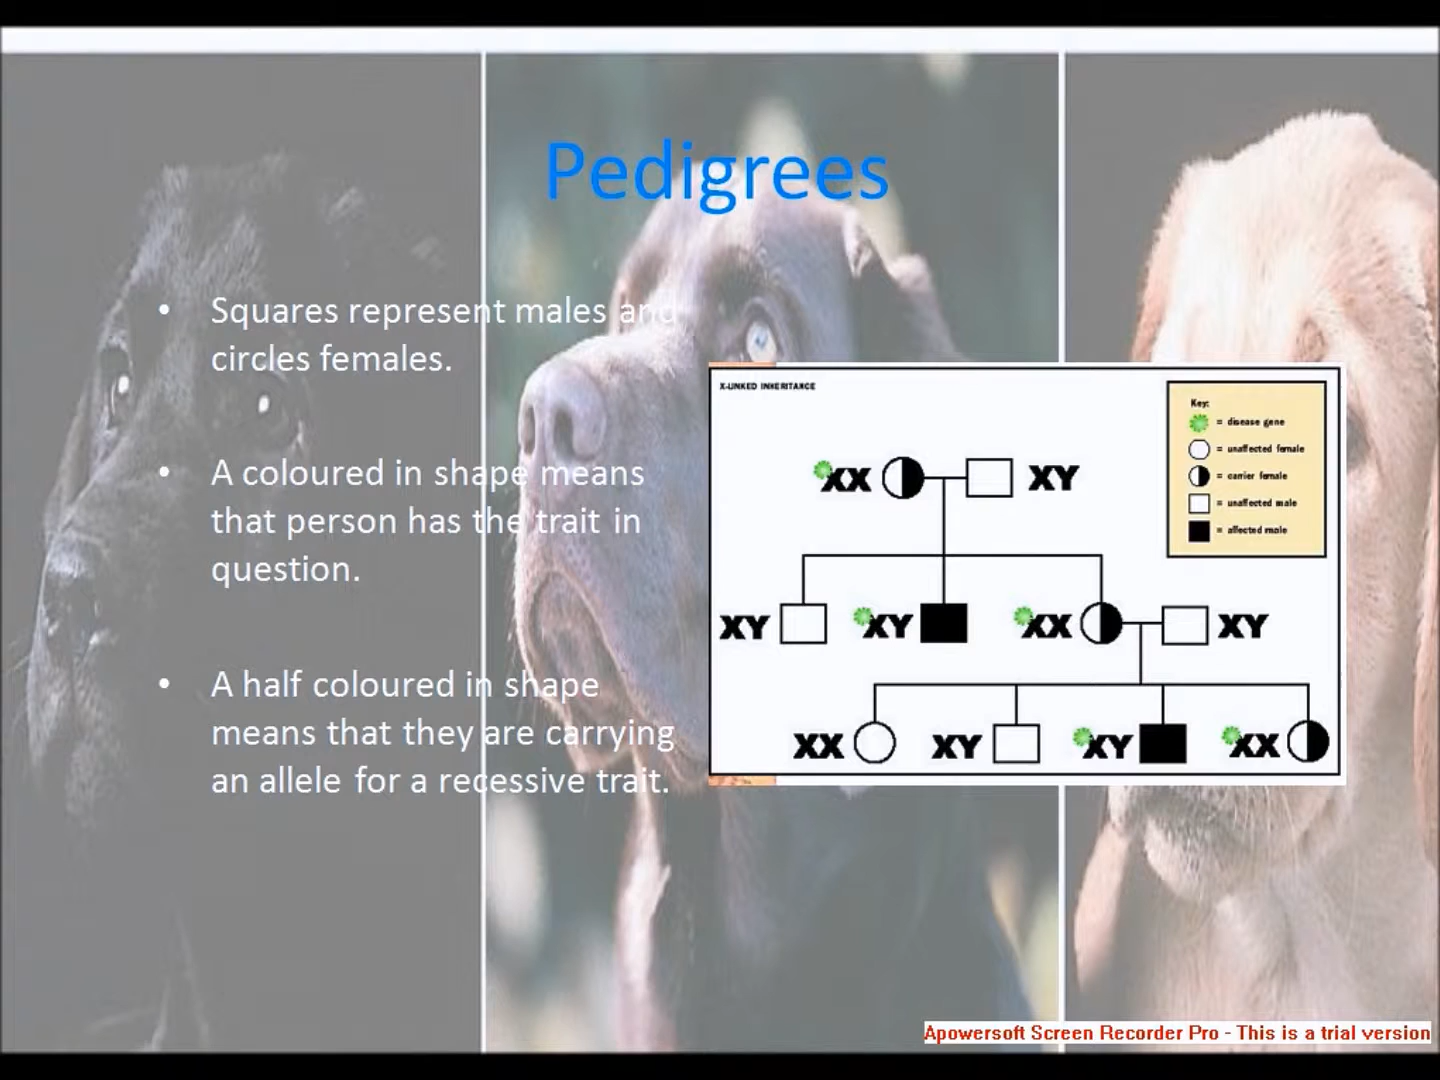 Pedigrees
• Squares represent males and
circles females.
• A coloured in shape means
that person has the trait in
question.
• A half coloured in shape
means that they are carrying
an allele for a recessive trait.
X-LINKED INHERITANCE
Key:
= disease gene
= unaffected female
= carrier female
= unaffected male
= affected male
XX XY
XY XY XX XY
XX XY XY XX
Apowersoft Screen Recorder Pro - This is a trial version